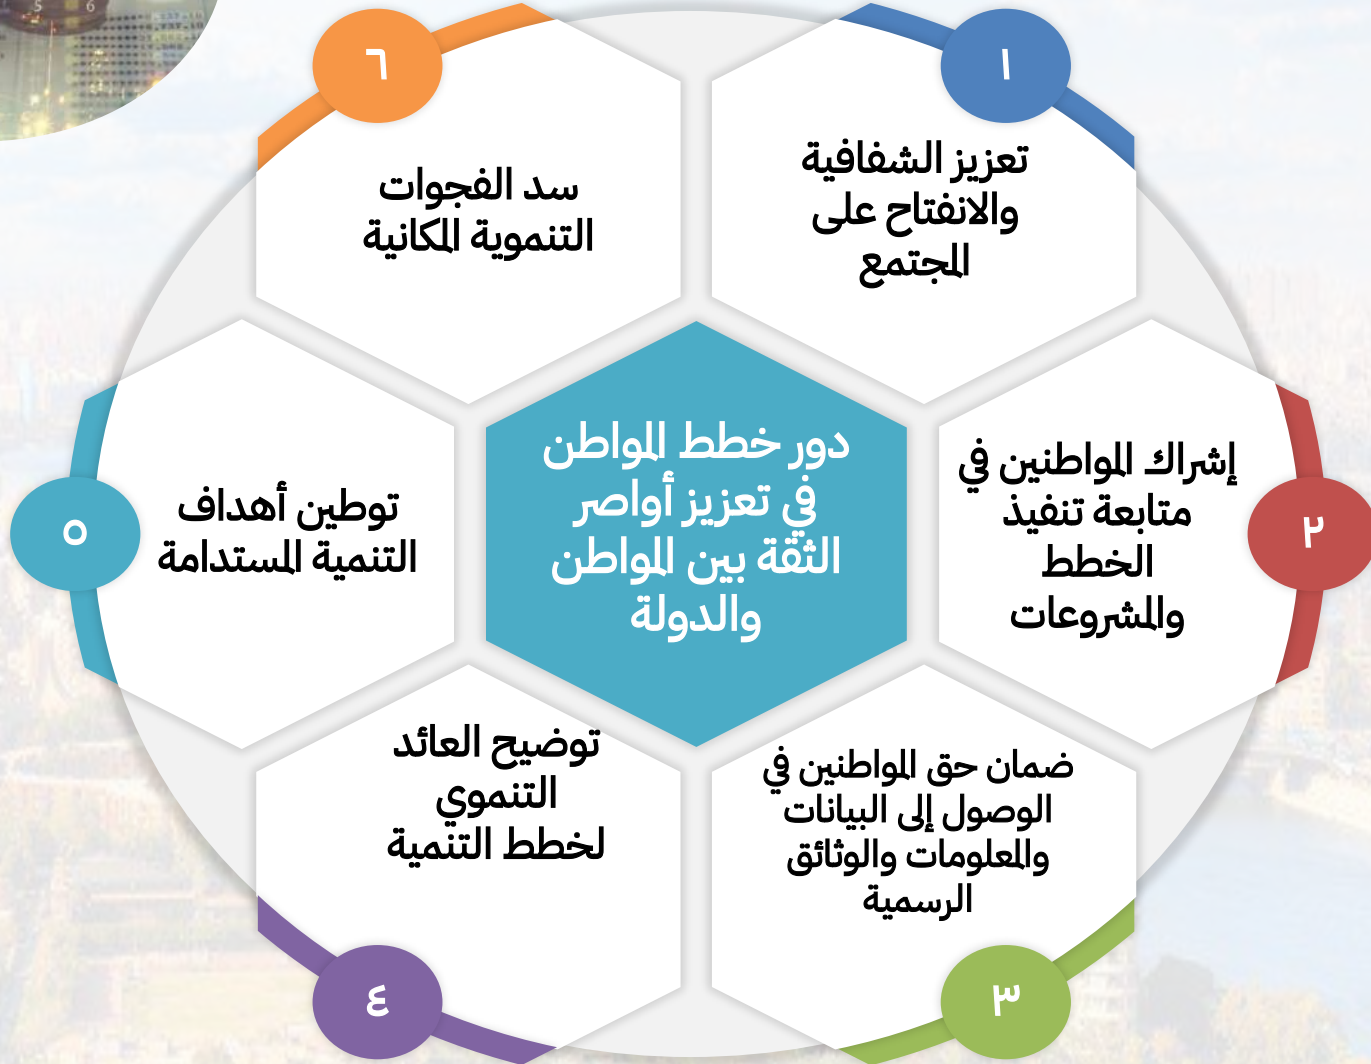 دور خطط المواطن
في تعزيز أواصر
الثقة بين المواطن
والدولة
١
تعزيز الشفافية
والانفتاح على
المجتمع
٢
إشراك المواطنين في
متابعة تنفيذ
الخطط
والمشروعات
٣
ضمان حق المواطنين في
الوصول إلى البيانات
والمعلومات والوثائق
الرسمية
٤
توضيح العائد
التنموي
لخطط التنمية
٥
توطين أهداف
التنمية المستدامة
٦
سد الفجوات
التنموية المكانية
5 6